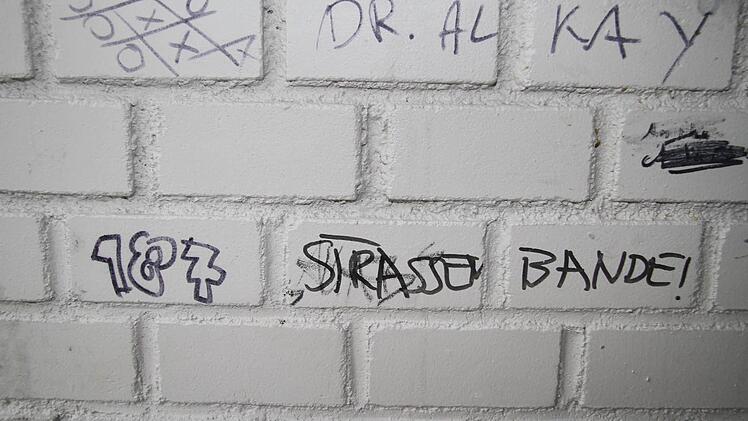 DR. AL KAY
187 STRASSEN BANDE!